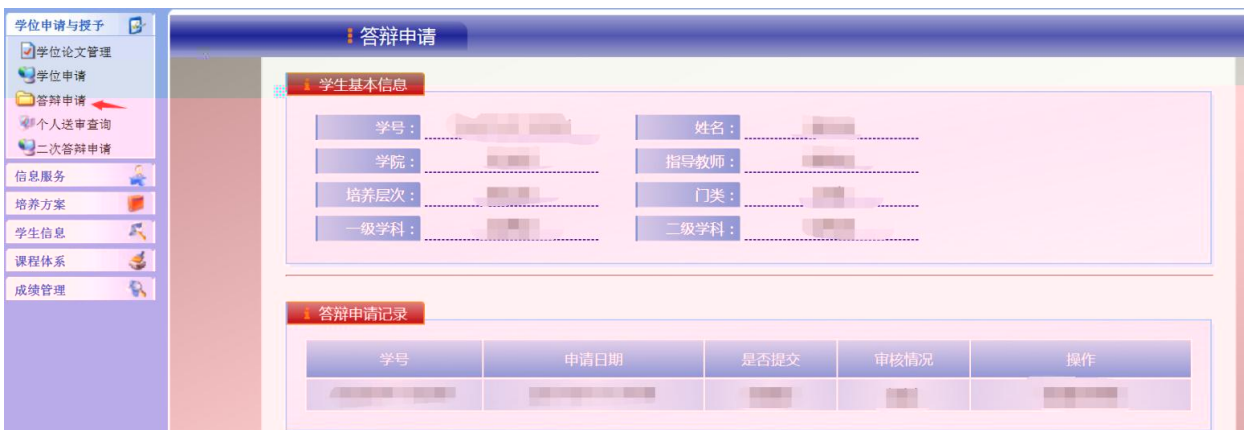 学位申请与授予
学位论文管理
学位申请
答辩申请
个人送审查询
二次答辩申请
信息服务
培养方案
学生信息
课程体系
成绩管理
答辩申请
学生基本信息
学号： 姓名：
学院： 指导教师：
培养层次： 门类：
一级学科： 二级学科：
答辩申请记录
学号 申请日期 是否提交 审核情况 操作